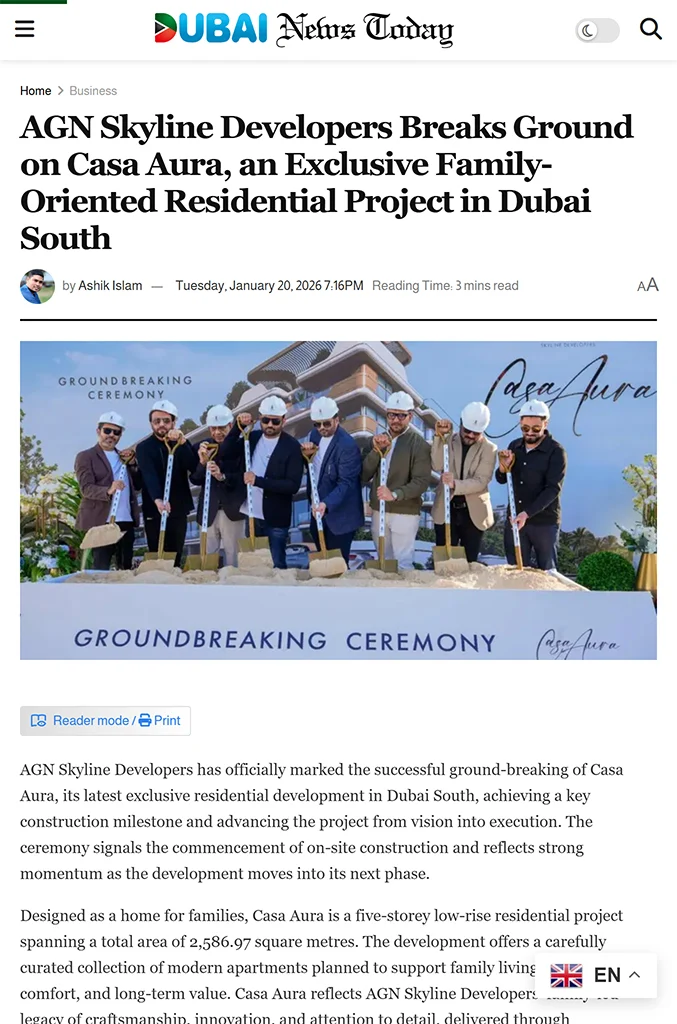 DUBAI News Today
Home > Business
AGN Skyline Developers Breaks Ground
on Casa Aura, an Exclusive Family-
Oriented Residential Project in Dubai
South
by Ashik Islam — Tuesday, January 20, 2026 7:16PM Reading Time: 3 mins read
AA
SKYLINE DEVELOPERS
GROUNDBREAKING
CEREMONY
Casa Aura
GROUNDBREAKING CEREMONY
Casa Aura
Reader mode / Print
AGN Skyline Developers has officially marked the successful ground-breaking of Casa
Aura, its latest exclusive residential development in Dubai South, achieving a key
construction milestone and advancing the project from vision into execution. The
ceremony signals the commencement of on-site construction and reflects strong
momentum as the development moves into its next phase.
Designed as a home for families, Casa Aura is a five-storey low-rise residential project
spanning a total area of 2,586.97 square metres. The development offers a carefully
curated collection of modern apartments planned to support family living
comfort, and long-term value. Casa Aura reflects AGN Skyline Developers' family-led
legacy of craftsmanship, innovation, and attention to detail, delivered through
EN